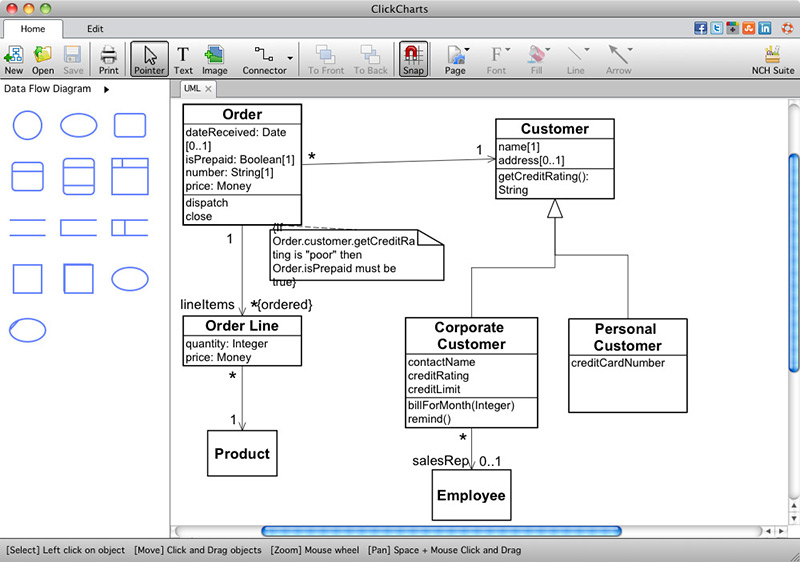 ClickCharts
Home Edit
New Open Save Print Pointer Text Image Connector To Front To Back Snap Page Font Fill Line Arrow NCH Suite
Data Flow Diagram
UML
Order
dateReceived: Date
[0..1]
isPrepaid: Boolean[1]
number: String[1]
price: Money
dispatch
close
* 1
Customer
name[1]
address[0..1]
getCreditRating():
String
{If
Order.customer.getCreditRa
ting is "poor" then
Order.isPrepaid must be
true}
1
lineItems *{ordered}
Order Line
quantity: Integer
price: Money
*
1
Product
Corporate
Customer
contactName
creditRating
creditLimit
billForMonth(Integer)
remind()
Personal
Customer
creditCardNumber
*
salesRep 0..1
Employee
[Select] Left click on object [Move] Click and Drag objects [Zoom] Mouse wheel [Pan] Space + Mouse Click and Drag